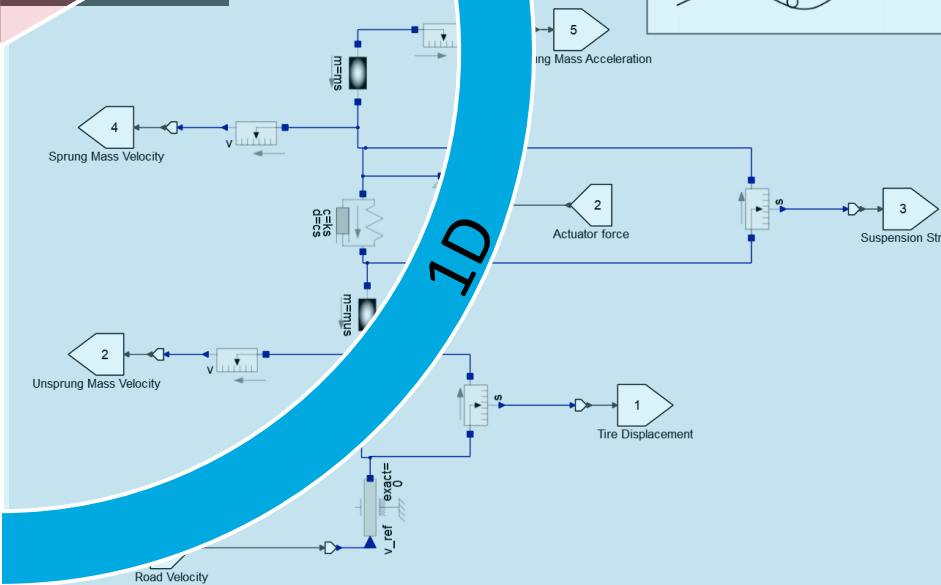 5
ung Mass Acceleration
m=ms
4
v
Sprung Mass Velocity
c=ks
d=cs
2
Actuator force
s
3
Suspension Str
1D
m=mus
2
v
Unsprung Mass Velocity
s
1
Tire Displacement
exact=
0
v_ref
Road Velocity